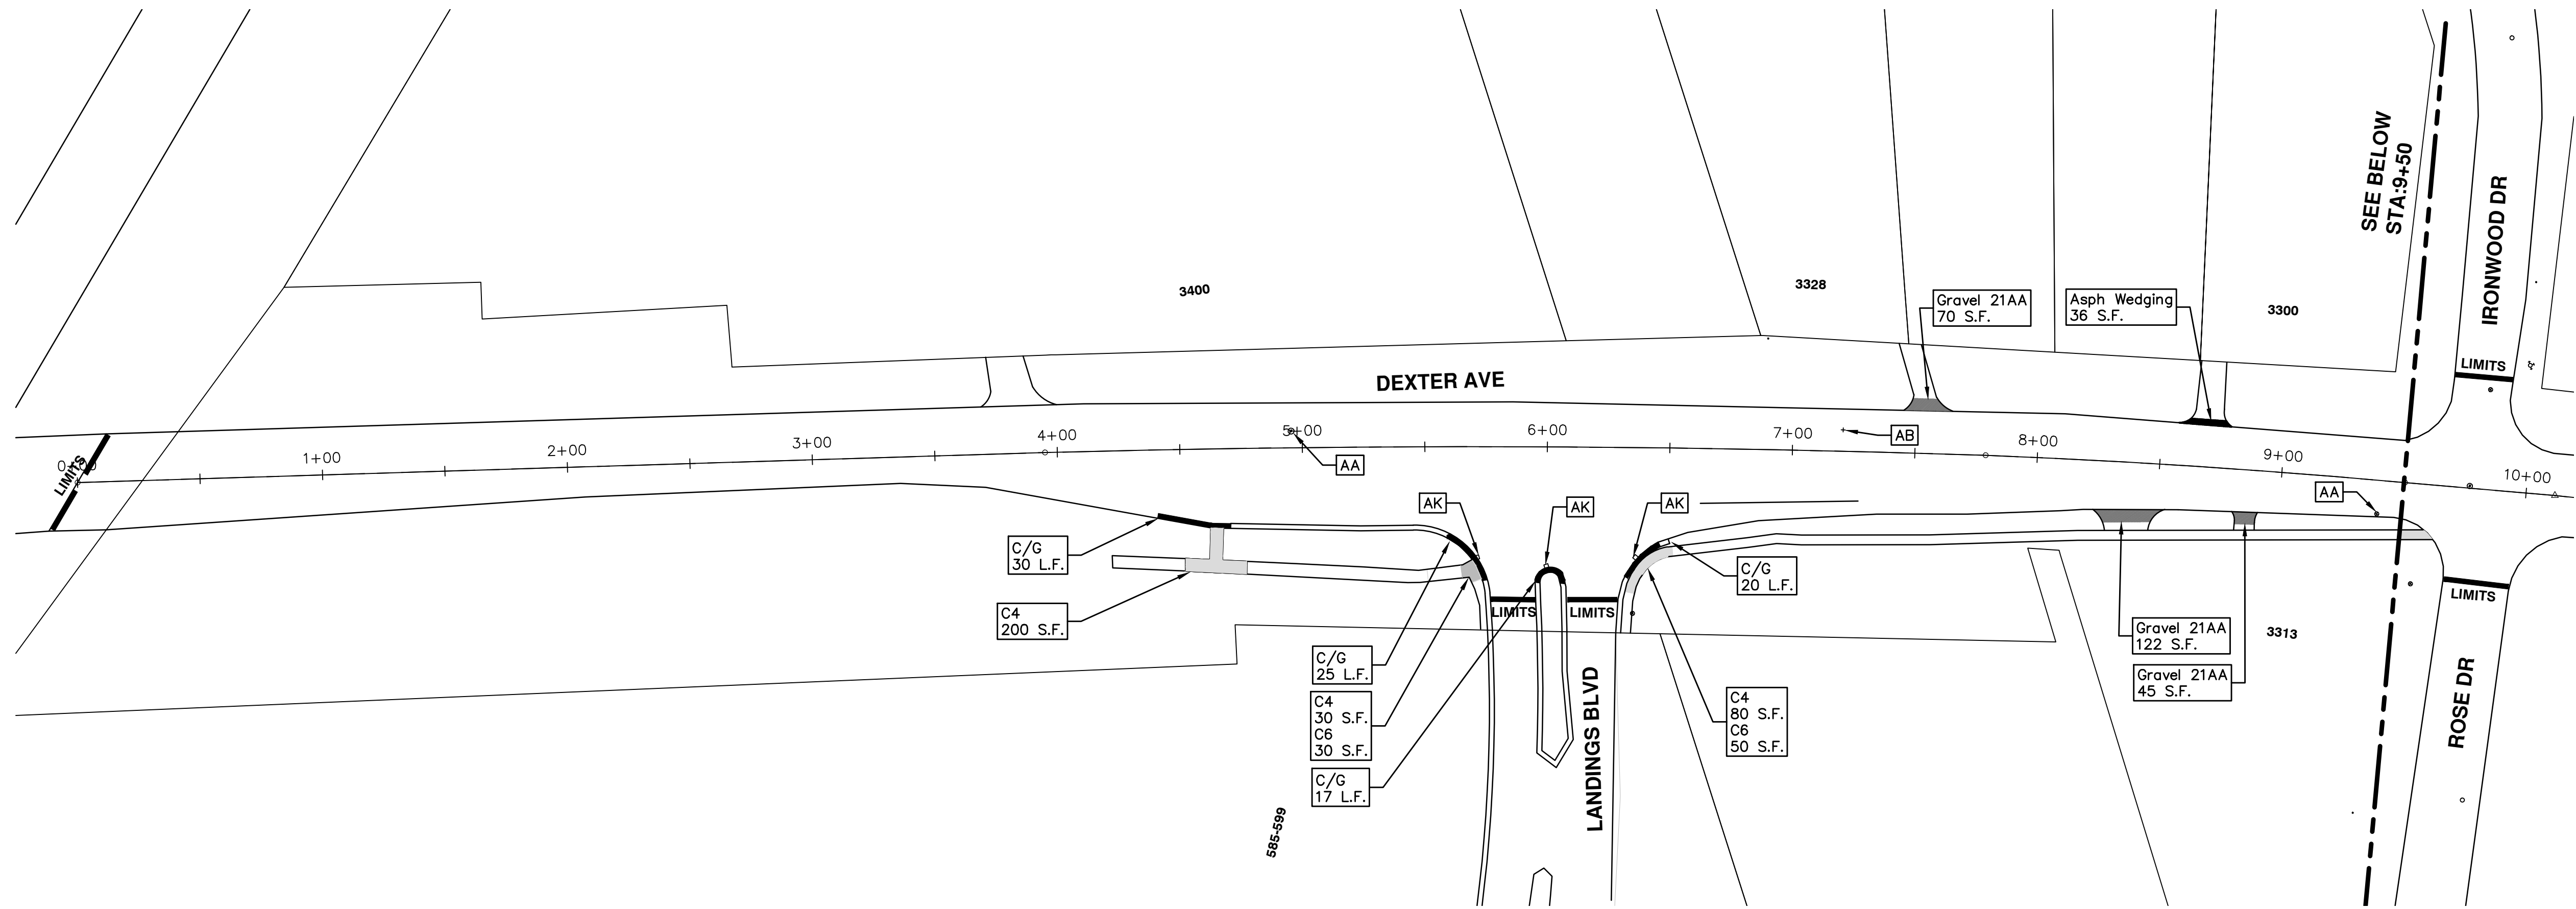 SEE BELOW
STA:9+50
IRONWOOD DR
3400
3328
Gravel 21AA
70 S.F.
Asph Wedging
36 S.F.
3300
LIMITS
DEXTER AVE
0+00
1+00
2+00
3+00
4+00
5+00
6+00
7+00
8+00
9+00
10+00
LIMITS
AA
AB
AK
AK
AK
AA
C/G
30 L.F.
C/G
20 L.F.
C4
200 S.F.
LIMITS
LIMITS
LIMITS
Gravel 21AA
122 S.F.
3313
C/G
25 L.F.
Gravel 21AA
45 S.F.
C4
30 S.F.
C6
30 S.F.
C4
80 S.F.
C6
50 S.F.
C/G
17 L.F.
LANDINGS BLVD
ROSE DR
585-599